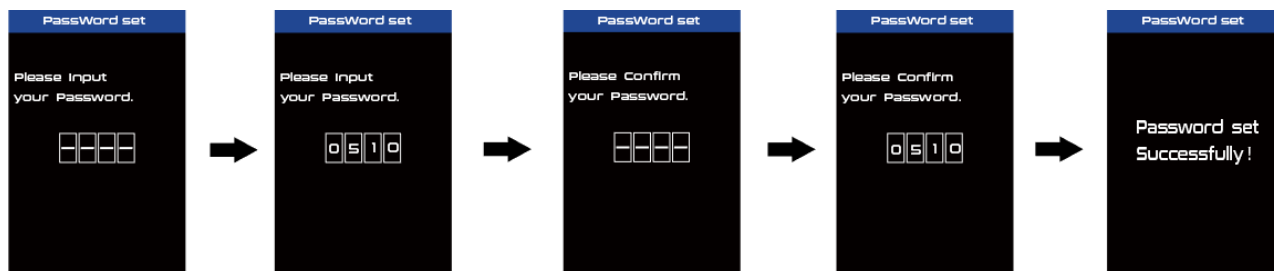 PassWord set
Please Input
your Password.
----
PassWord set
Please Input
your Password.
0510
PassWord set
Please Confirm
your Password.
----
PassWord set
Please Confirm
your Password.
0510
PassWord set
Password set
Successfully!